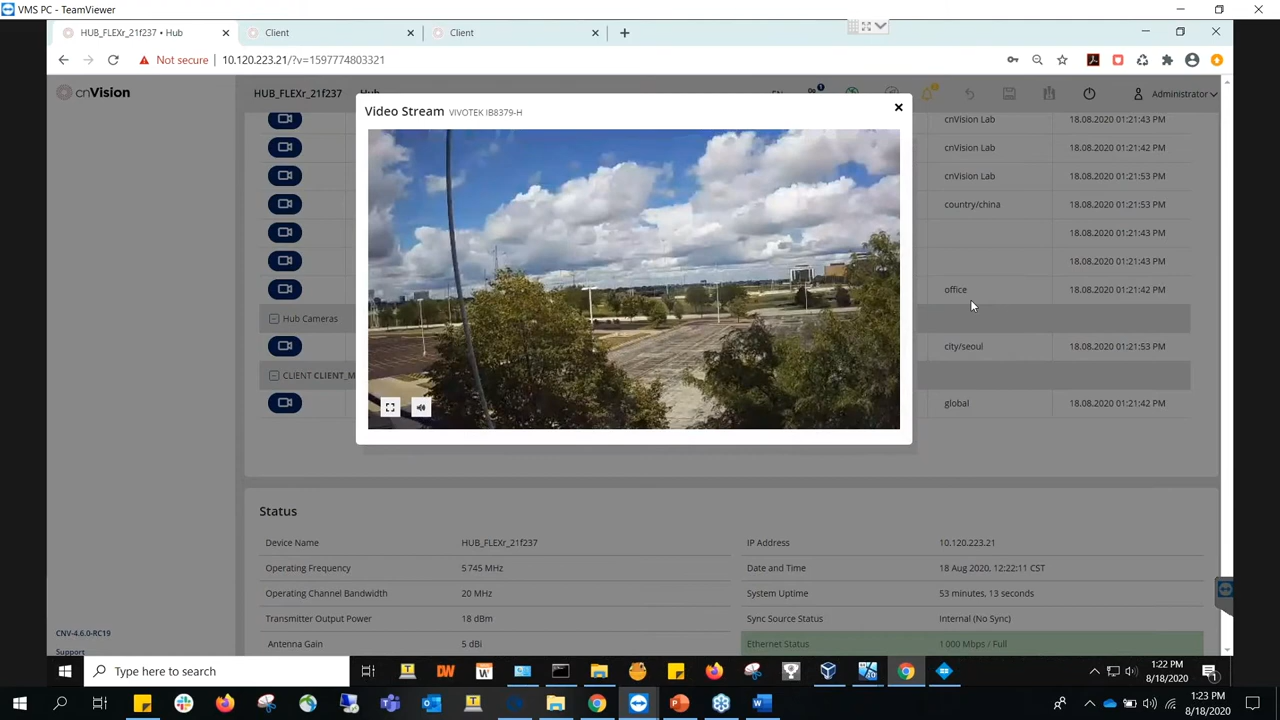 VMS PC - TeamViewer
HUB_FLEXr_21f237 • Hub
Client
Client
Not secure
10.120.223.21/?v=1597774803321
cnVision
HUB_FLEXr_21f237
Hub
Administrator
Video Stream VIVOTEK IB8379-H
cnVision Lab 18.08.2020 01:21:43 PM
cnVision Lab 18.08.2020 01:21:42 PM
cnVision Lab 18.08.2020 01:21:53 PM
country/china 18.08.2020 01:21:53 PM
18.08.2020 01:21:43 PM
18.08.2020 01:21:43 PM
office 18.08.2020 01:21:42 PM
Hub Cameras
city/seoul 18.08.2020 01:21:53 PM
CLIENT CLIENT_M
global 18.08.2020 01:21:42 PM
Status
Device Name HUB_FLEXr_21f237 IP Address 10.120.223.21
Operating Frequency 5 745 MHz Date and Time 18 Aug 2020, 12:22:11 CST
Operating Channel Bandwidth 20 MHz System Uptime 53 minutes, 13 seconds
Transmitter Output Power 18 dBm Sync Source Status Internal (No Sync)
Antenna Gain 5 dBi Ethernet Status 1 000 Mbps / Full
CNV-4.6.0-RC19
Support
Type here to search
1:22 PM
8/18/2020
1:23 PM
8/18/2020